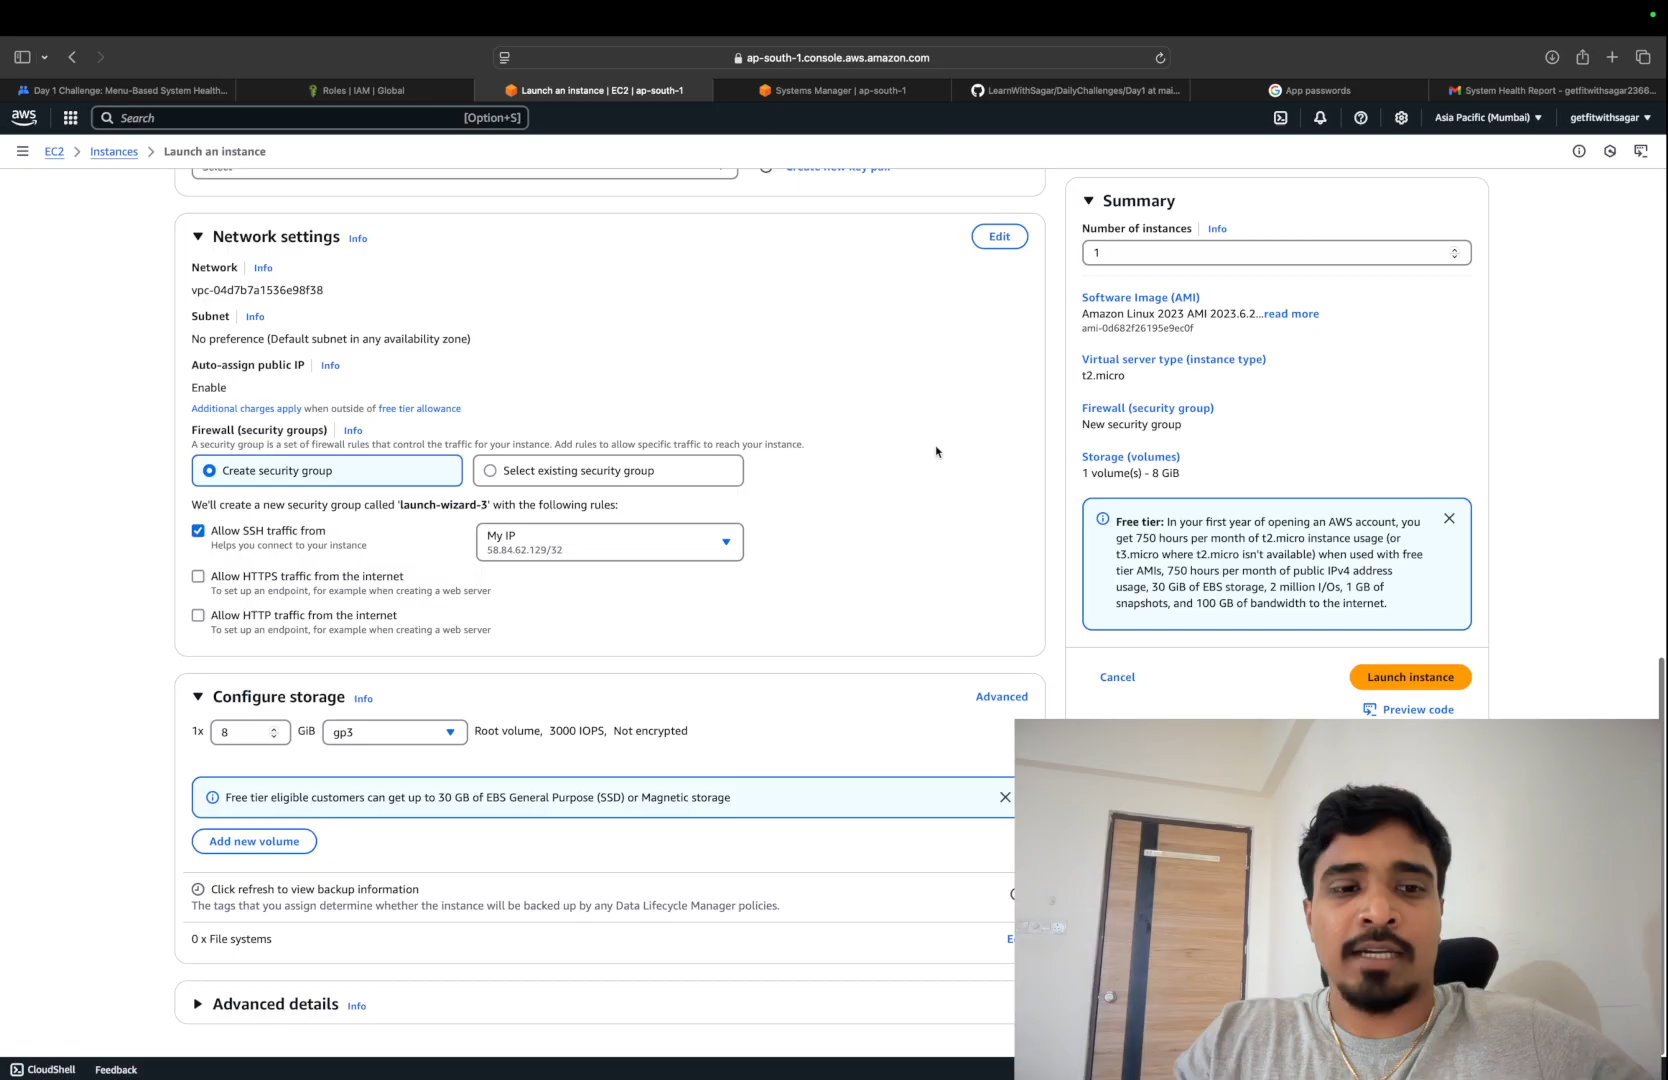 ap-south-1.console.aws.amazon.com
Day 1 Challenge: Menu-Based System Health...
Roles | IAM | Global
Launch an instance | EC2 | ap-south-1
Systems Manager | ap-south-1
LearnWithSagar/DailyChallenges/Day1 at mai...
App passwords
System Health Report - getfitwithsagar2366...
aws
Search
[Option+S]
Asia Pacific (Mumbai)
getfitwithsagar
EC2
Instances
Launch an instance
Create new key pair
Network settings Info
Edit
Network Info
vpc-04d7b7a1536e98f38
Subnet Info
No preference (Default subnet in any availability zone)
Auto-assign public IP Info
Enable
Additional charges apply when outside of free tier allowance
Firewall (security groups) Info
A security group is a set of firewall rules that control the traffic for your instance. Add rules to allow specific traffic to reach your instance.
Create security group
Select existing security group
We'll create a new security group called 'launch-wizard-3' with the following rules:
Allow SSH traffic from
Helps you connect to your instance
My IP
58.84.62.129/32
Allow HTTPS traffic from the internet
To set up an endpoint, for example when creating a web server
Allow HTTP traffic from the internet
To set up an endpoint, for example when creating a web server
Configure storage Info
Advanced
1x 8 GiB gp3 Root volume, 3000 IOPS, Not encrypted
Free tier eligible customers can get up to 30 GB of EBS General Purpose (SSD) or Magnetic storage
Add new volume
Click refresh to view backup information
The tags that you assign determine whether the instance will be backed up by any Data Lifecycle Manager policies.
0 x File systems
Advanced details Info
Summary
Number of instances Info
1
Software Image (AMI)
Amazon Linux 2023 AMI 2023.6.2...read more
ami-0d682f26195e9ec0f
Virtual server type (instance type)
t2.micro
Firewall (security group)
New security group
Storage (volumes)
1 volume(s) - 8 GiB
Free tier: In your first year of opening an AWS account, you
get 750 hours per month of t2.micro instance usage (or
t3.micro where t2.micro isn't available) when used with free
tier AMIs, 750 hours per month of public IPv4 address
usage, 30 GiB of EBS storage, 2 million I/Os, 1 GB of
snapshots, and 100 GB of bandwidth to the internet.
Cancel
Launch instance
Preview code
CloudShell
Feedback